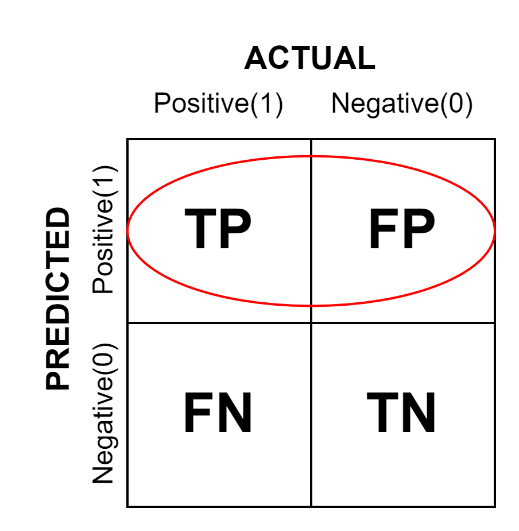 ACTUAL
Positive(1) Negative(0)
PREDICTED
Positive(1)
TP FP
Negative(0)
FN TN